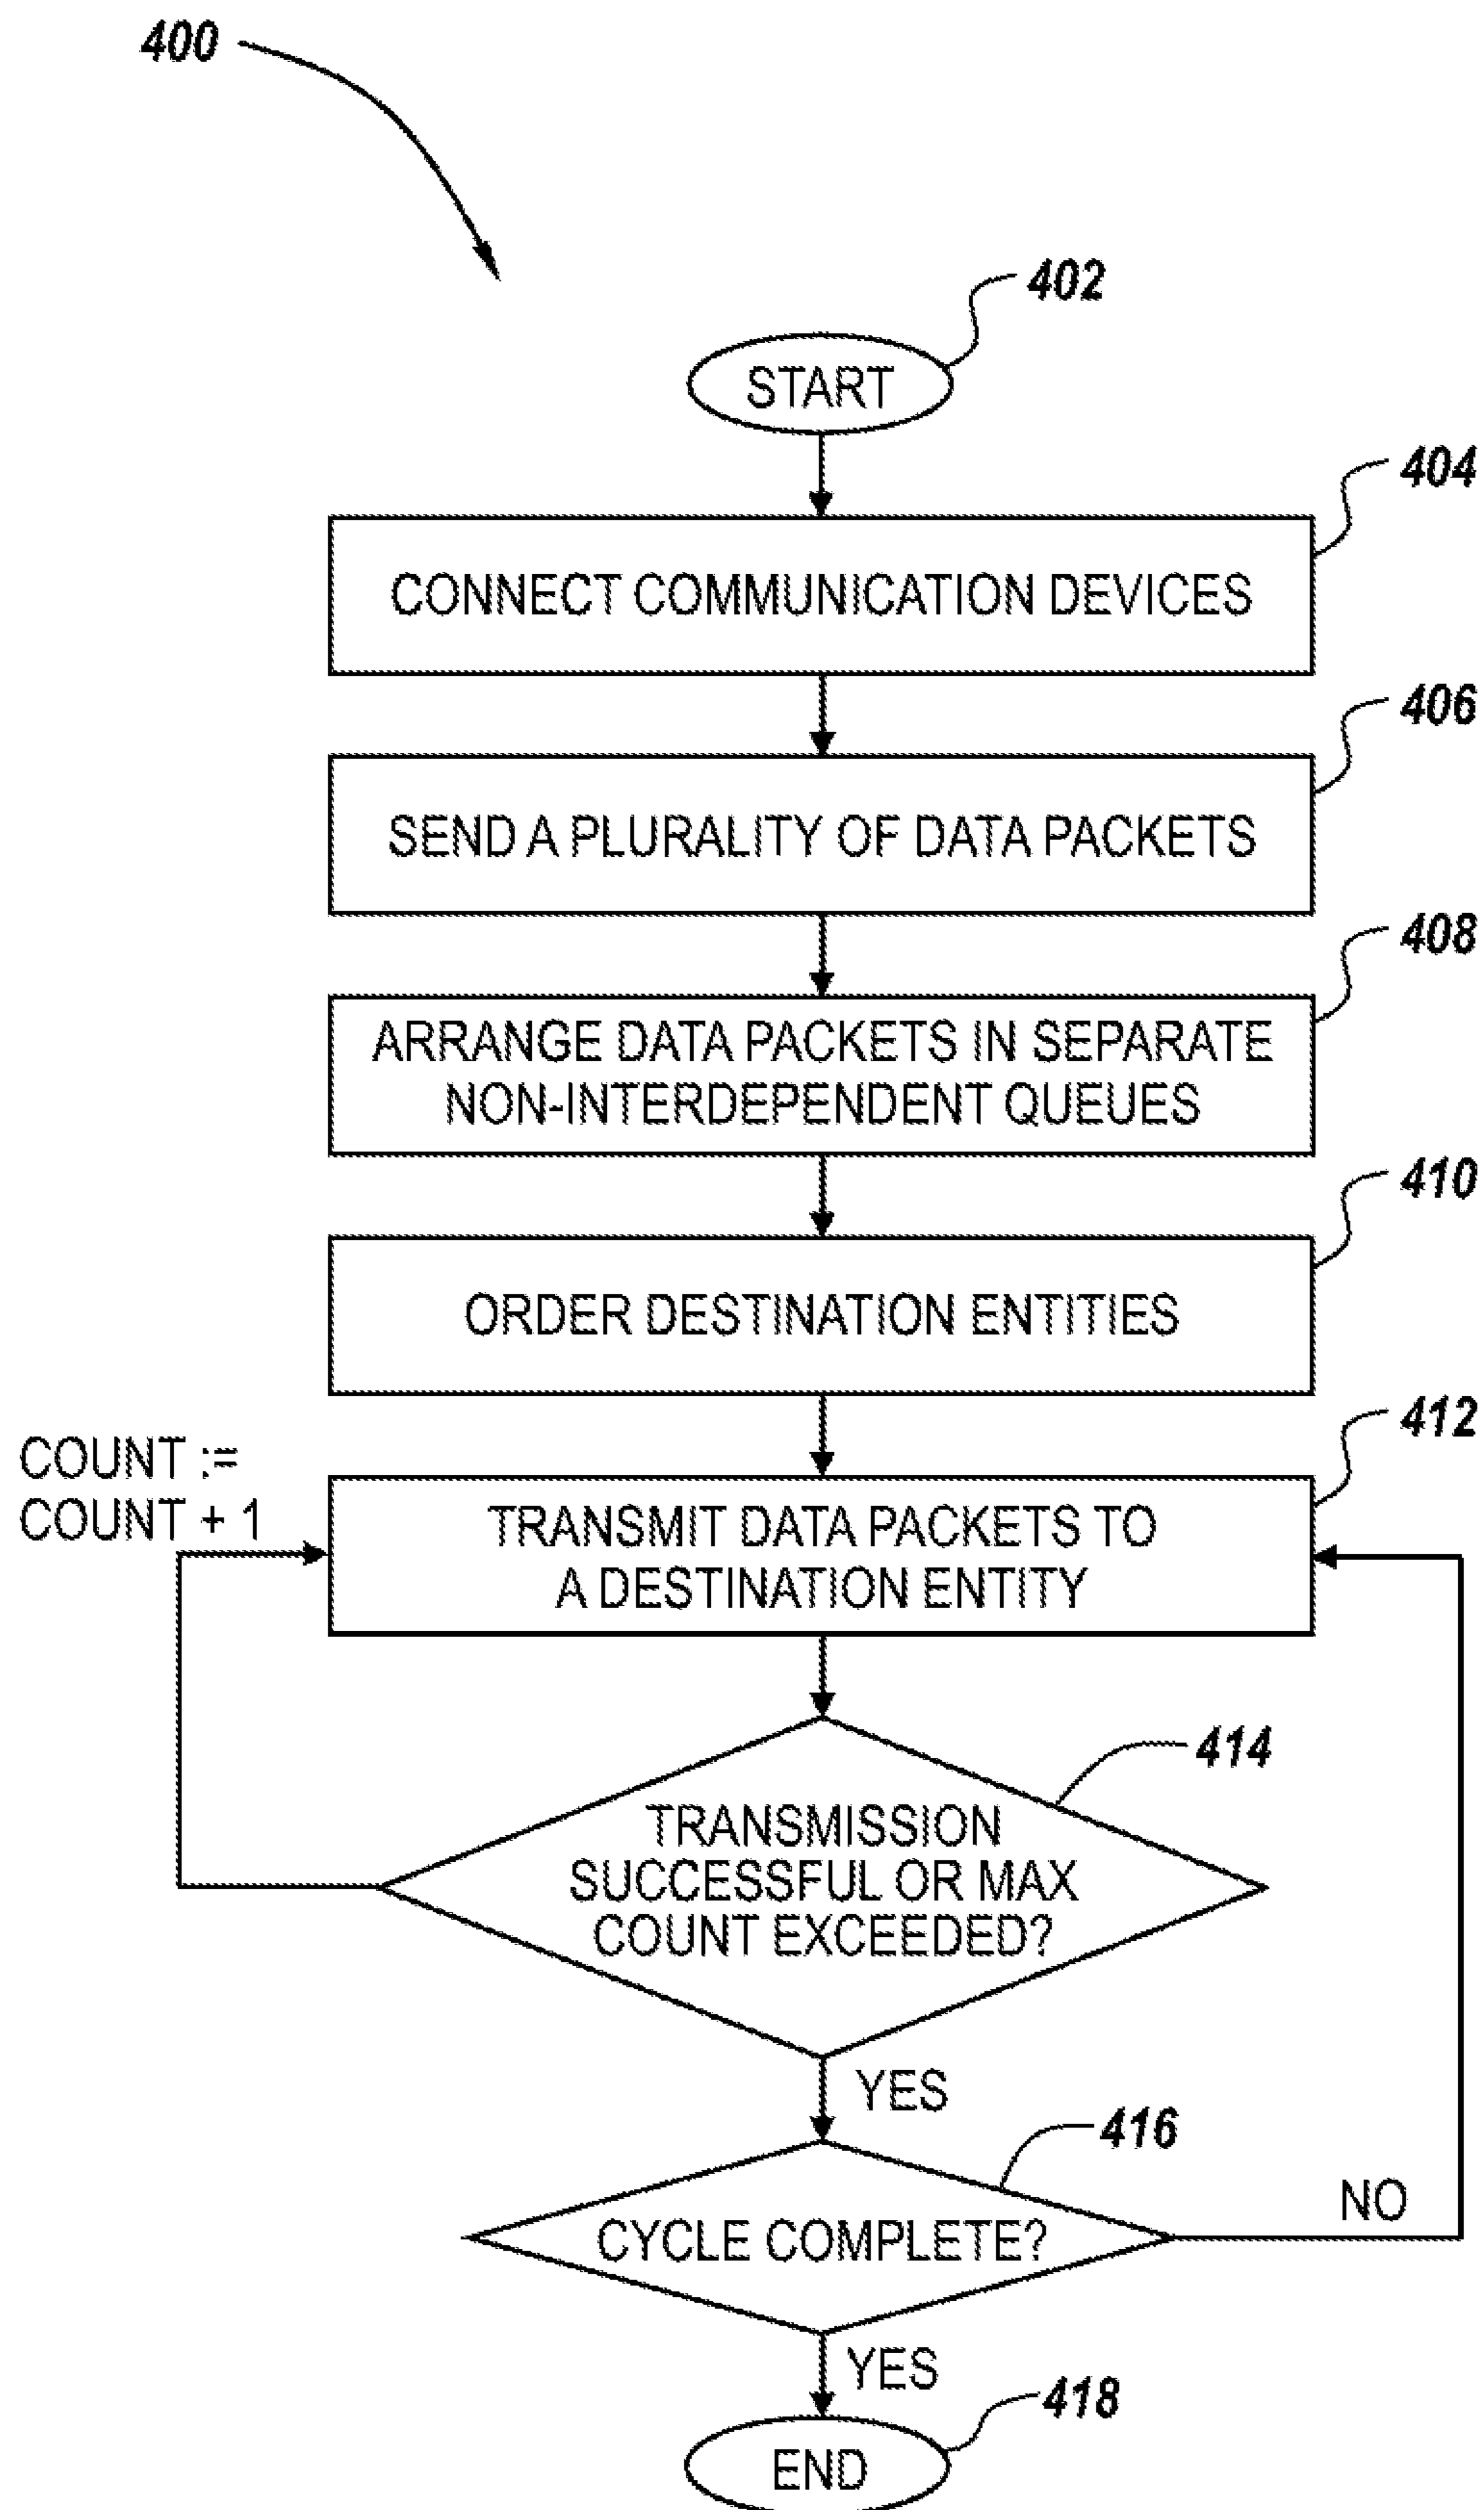 400
402
START
404
CONNECT COMMUNICATION DEVICES
406
SEND A PLURALITY OF DATA PACKETS
408
ARRANGE DATA PACKETS IN SEPARATE
NON-INTERDEPENDENT QUEUES
410
ORDER DESTINATION ENTITIES
412
COUNT :=
COUNT + 1
TRANSMIT DATA PACKETS TO
A DESTINATION ENTITY
414
TRANSMISSION
SUCCESSFUL OR MAX
COUNT EXCEEDED?
YES
416
NO
CYCLE COMPLETE?
YES
418
END